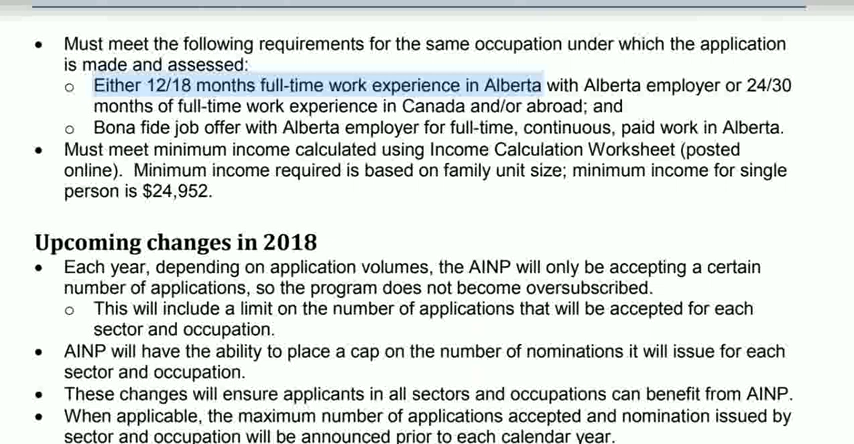 • Must meet the following requirements for the same occupation under which the application
is made and assessed:
o Either 12/18 months full-time work experience in Alberta with Alberta employer or 24/30
months of full-time work experience in Canada and/or abroad; and
o Bona fide job offer with Alberta employer for full-time, continuous, paid work in Alberta.
• Must meet minimum income calculated using Income Calculation Worksheet (posted
online). Minimum income required is based on family unit size; minimum income for single
person is $24,952.
Upcoming changes in 2018
• Each year, depending on application volumes, the AINP will only be accepting a certain
number of applications, so the program does not become oversubscribed.
o This will include a limit on the number of applications that will be accepted for each
sector and occupation.
• AINP will have the ability to place a cap on the number of nominations it will issue for each
sector and occupation.
• These changes will ensure applicants in all sectors and occupations can benefit from AINP.
• When applicable, the maximum number of applications accepted and nomination issued by
sector and occupation will be announced prior to each calendar year.